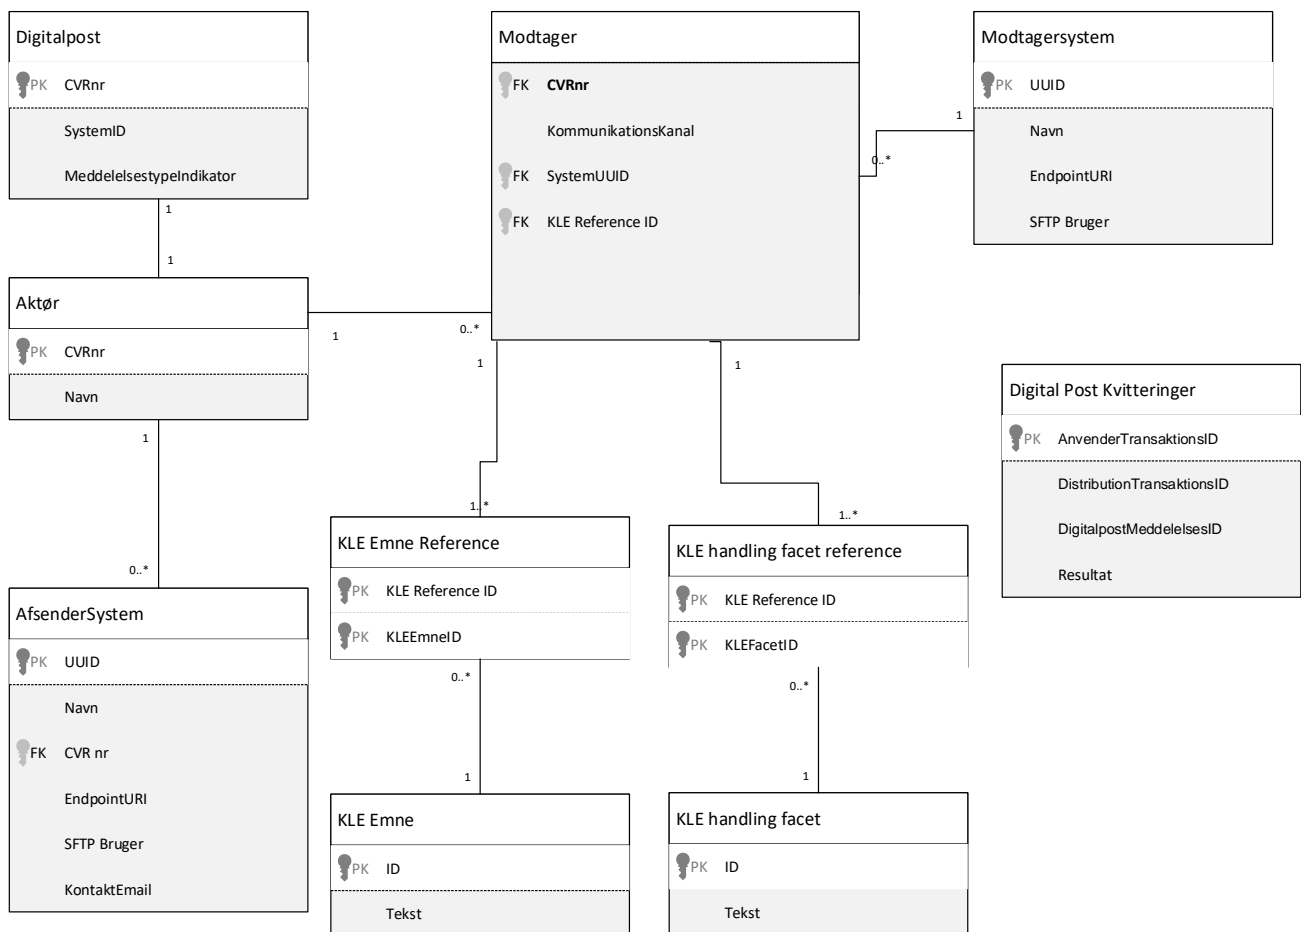 Digitalpost
PK CVRnr
SystemID
MeddelelsestypeIndikator
1
1
Aktør
PK CVRnr
Navn
1
0..*
AfsenderSystem
PK UUID
Navn
FK CVR nr
EndpointURI
SFTP Bruger
KontaktEmail
Modtager
FK CVRnr
KommunikationsKanal
FK SystemUUID
FK KLE Reference ID
1
0..*
1
0..*
Modtagersystem
PK UUID
Navn
EndpointURI
SFTP Bruger
1
1
1..*
1..*
KLE Emne Reference
PK KLE Reference ID
PK KLEEmneID
0..*
1
KLE Emne
PK ID
Tekst
KLE handling facet reference
PK KLE Reference ID
PK KLEFacetID
0..*
1
KLE handling facet
PK ID
Tekst
Digital Post Kvitteringer
PK AnvenderTransaktionsID
DistributionTransaktionsID
DigitalpostMeddelelsesID
Resultat